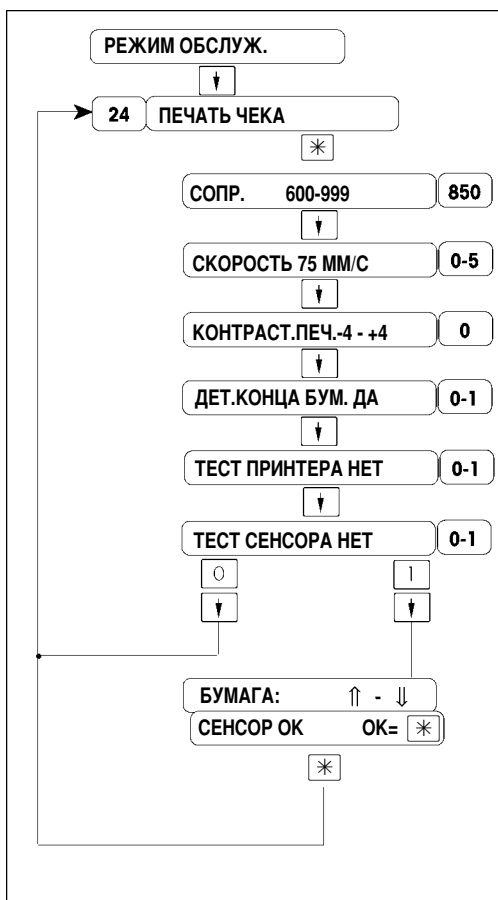 РЕЖИМ ОБСЛУЖ.
24 ПЕЧАТЬ ЧЕКА
СОПР. 600-999 850
СКОРОСТЬ 75 ММ/С 0-5
КОНТРАСТ.ПЕЧ.-4 - +4 0
ДЕТ.КОНЦА БУМ. ДА 0-1
ТЕСТ ПРИНТЕРА НЕТ 0-1
ТЕСТ СЕНСОРА НЕТ 0-1
0 1
БУМАГА: ⇑ - ⇓
СЕНСОР ОК ОК= ✳